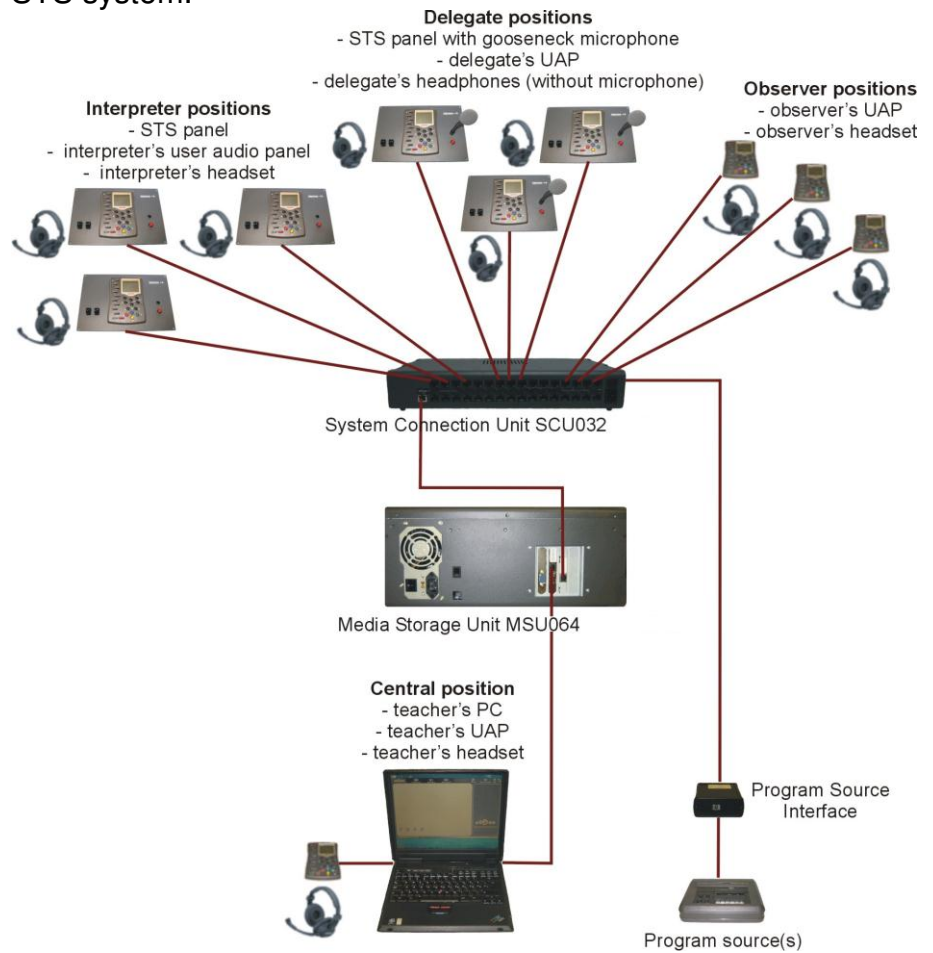 STS system.
Delegate positions
- STS panel with gooseneck microphone
- delegate's UAP
- delegate's headphones (without microphone)
Interpreter positions
- STS panel
- interpreter's user audio panel
- interpreter's headset
Observer positions
- observer's UAP
- observer's headset
System Connection Unit SCU032
Media Storage Unit MSU064
Central position
- teacher's PC
- teacher's UAP
- teacher's headset
Program Source
Interface
Program source(s)